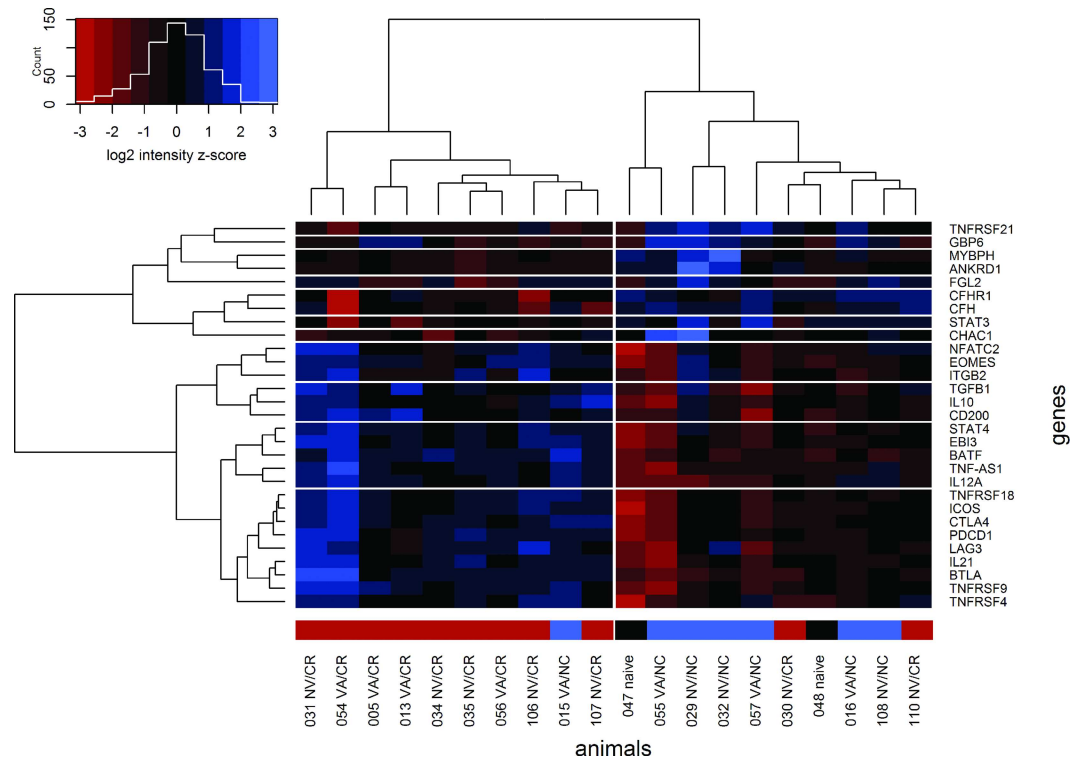 150
Count
50
0
-3 -2 -1 0 1 2 3
log2 intensity z-score
TNFRSF21
GBP6
MYBPH
ANKRD1
FGL2
CFHR1
CFH
STAT3
CHAC1
NFATC2
EOMES
ITGB2
TGFB1
IL10
CD200
STAT4
EBI3
BATF
TNF-AS1
IL12A
TNFRSF18
ICOS
CTLA4
PDCD1
LAG3
IL21
BTLA
TNFRSF9
TNFRSF4
genes
031 NV/CR
054 VA/CR
005 VA/CR
013 VA/CR
034 NV/CR
035 NV/CR
056 VA/CR
106 NV/CR
015 VA/NC
107 NV/CR
047 naive
055 VA/NC
029 NV/NC
032 NV/NC
057 VA/NC
030 NV/CR
048 naive
016 VA/NC
108 NV/NC
110 NV/CR
animals